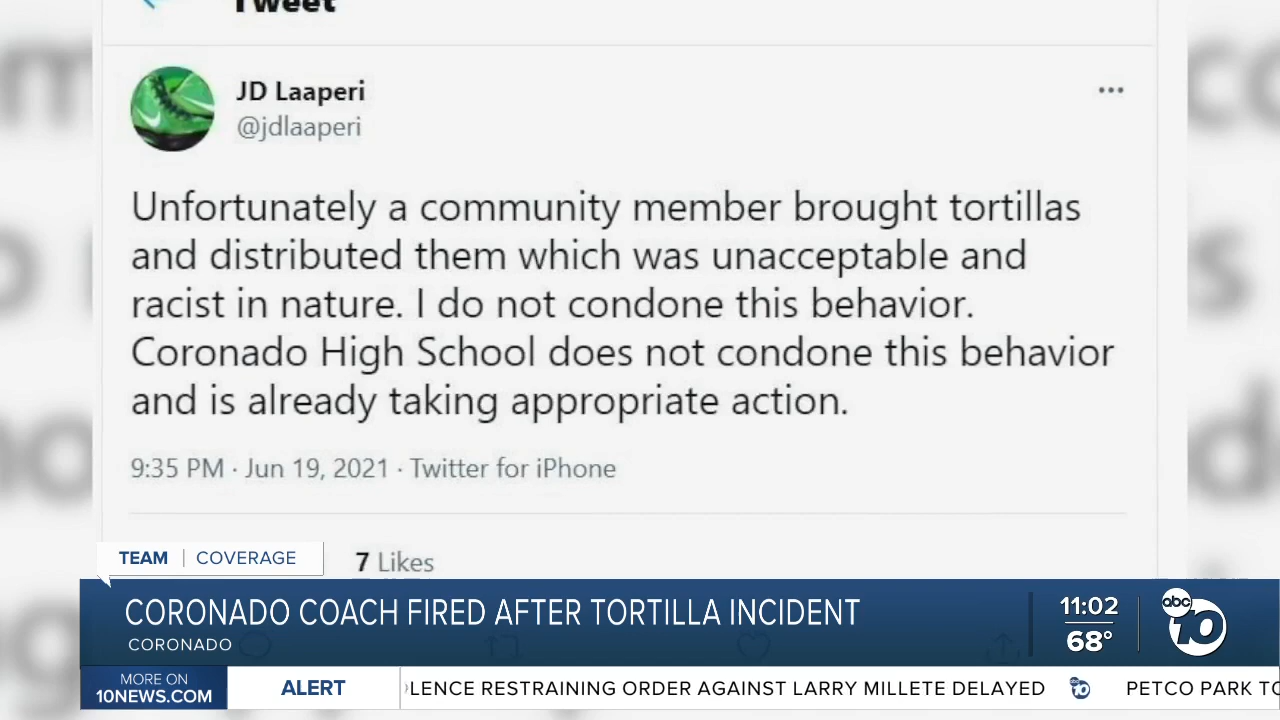 Tweet
JD Laaperi
@jdlaaperi
Unfortunately a community member brought tortillas
and distributed them which was unacceptable and
racist in nature. I do not condone this behavior.
Coronado High School does not condone this behavior
and is already taking appropriate action.
9:35 PM · Jun 19, 2021 · Twitter for iPhone
7 Likes
TEAM | COVERAGE
CORONADO COACH FIRED AFTER TORTILLA INCIDENT
CORONADO
11:02
68°
abc
10
MORE ON
10NEWS.COM
ALERT
LENCE RESTRAINING ORDER AGAINST LARRY MILLETE DELAYED abc 10 PETCO PARK TO